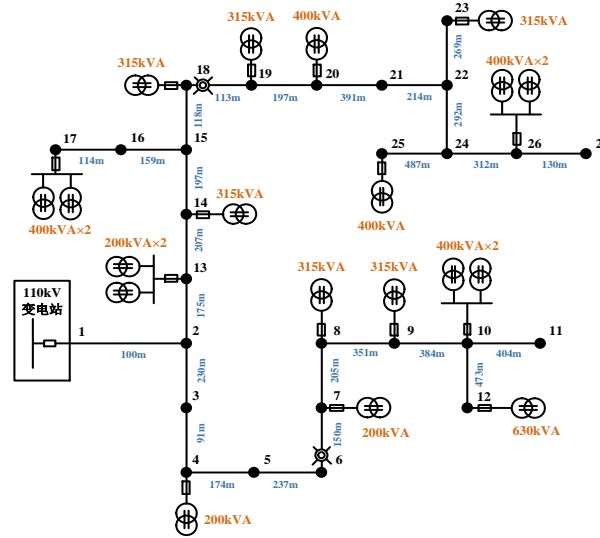 23
315kVA
315kVA
400kVA
269m
400kVA×2
315kVA
18
19
20
21
22
113m
197m
391m
214m
118m
292m
17
16
15
25
24
26
2
114m
159m
487m
312m
130m
197m
400kVA×2
14
315kVA
400kVA
207m
200kVA×2
13
315kVA
315kVA
400kVA×2
175m
110kV
变电站
1
2
8
9
10
11
100m
351m
384m
404m
230m
205m
473m
3
7
12
200kVA
630kVA
91m
150m
4
5
6
174m
237m
200kVA